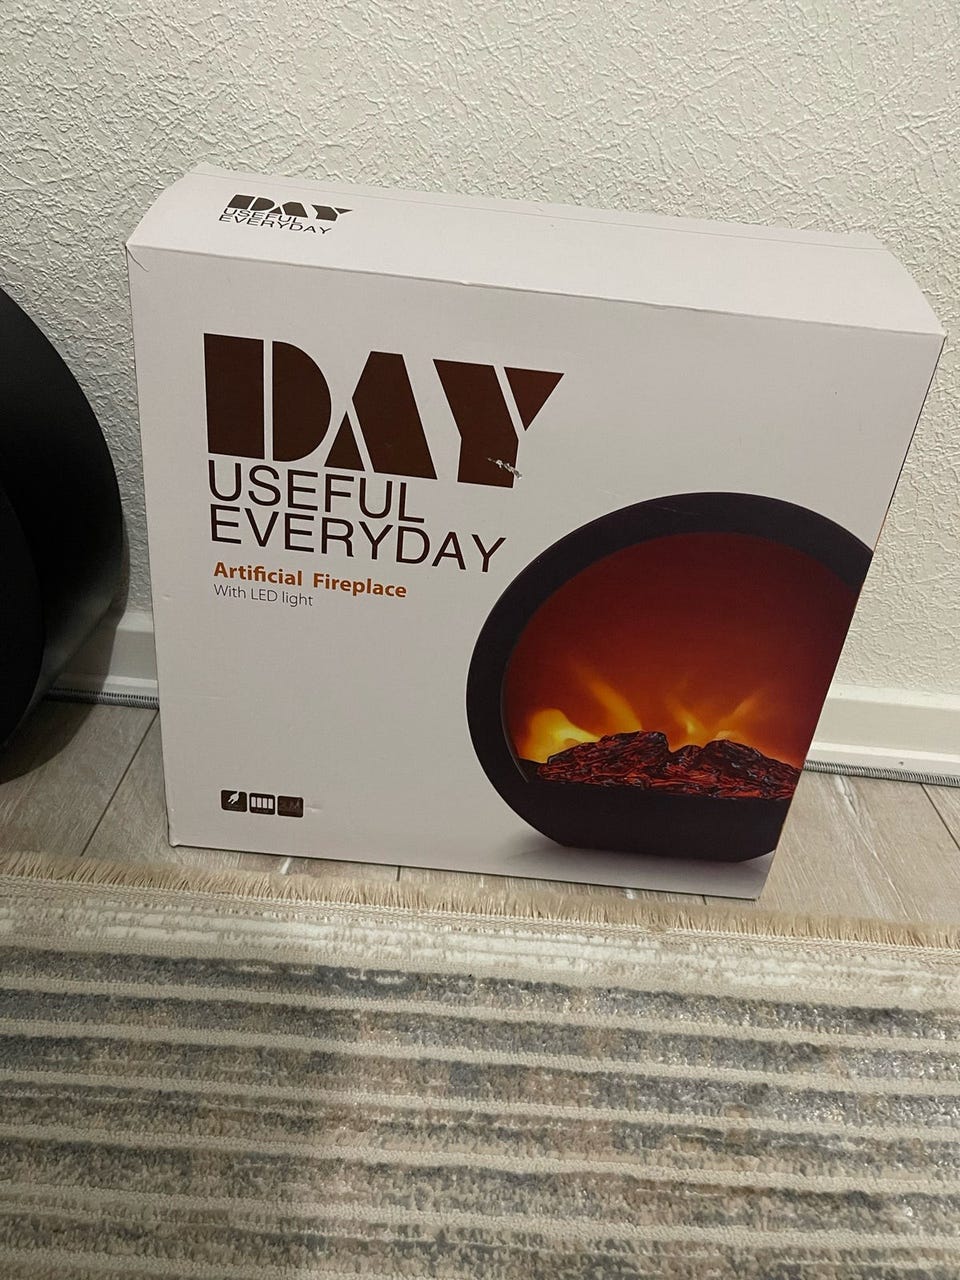 DAY
USEFUL
EVERYDAY
DAY
USEFUL
EVERYDAY
Artificial Fireplace
With LED light